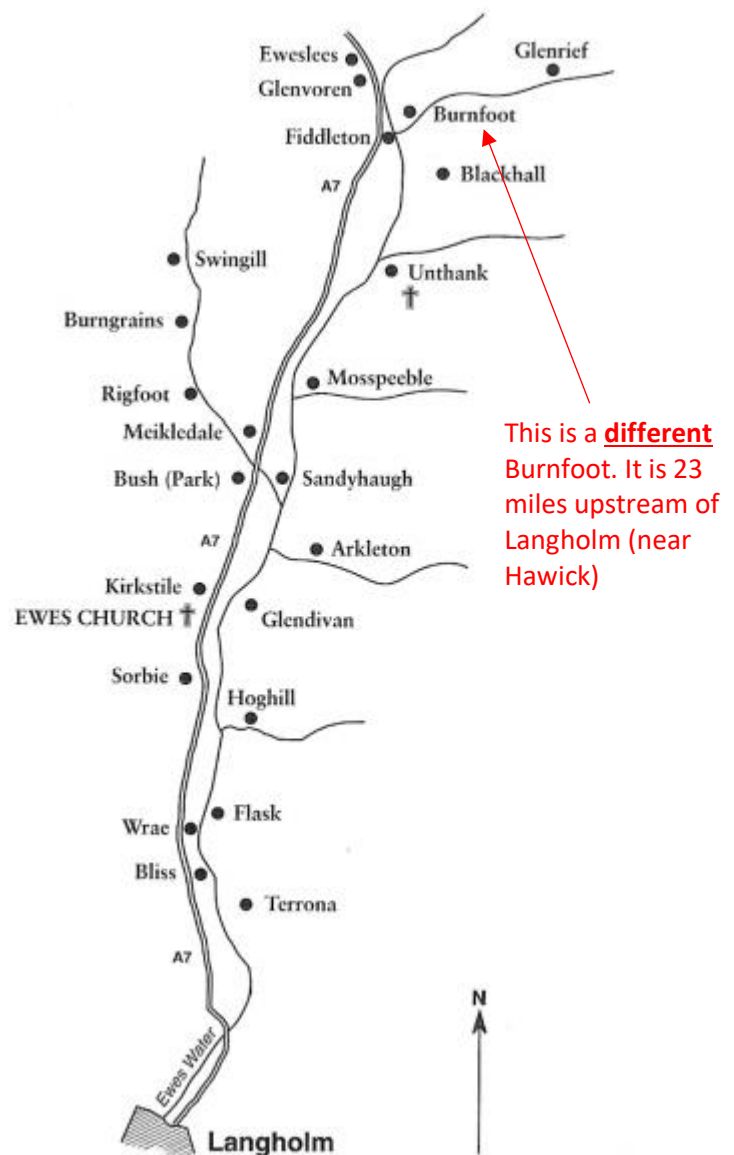 Eweslees
Glenrief
Glenvoren
Burnfoot
Fiddleton
Blackhall
A7
Swingill
Unthank
Burngrains
Mosspeeble
Rigfoot
Meikledale
This is a different
Burnfoot. It is 23
miles upstream of
Langholm (near
Hawick)
Bush (Park)
Sandyhaugh
A7
Arkleton
Kirkstile
EWES CHURCH
Glendivan
Sorbie
Hoghill
Flask
Wrae
Bliss
Terrona
A7
N
Ewes Water
Langholm